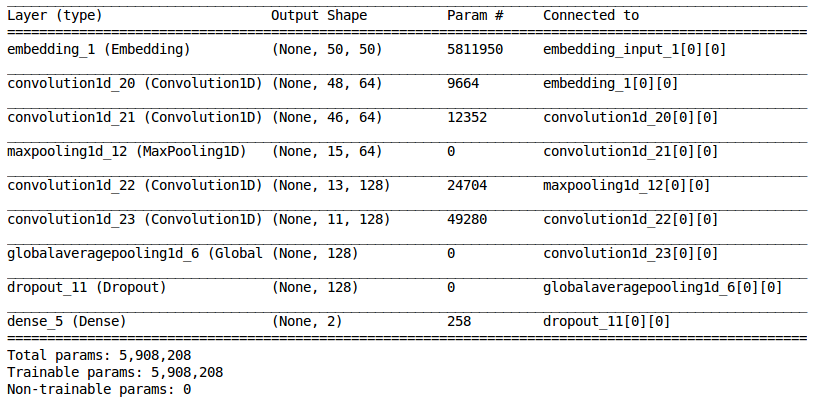 Layer (type) Output Shape Param # Connected to
embedding_1 (Embedding) (None, 50, 50) 5811950 embedding_input_1[0][0]
convolution1d_20 (Convolution1D) (None, 48, 64) 9664 embedding_1[0][0]
convolution1d_21 (Convolution1D) (None, 46, 64) 12352 convolution1d_20[0][0]
maxpooling1d_12 (MaxPooling1D) (None, 15, 64) 0 convolution1d_21[0][0]
convolution1d_22 (Convolution1D) (None, 13, 128) 24704 maxpooling1d_12[0][0]
convolution1d_23 (Convolution1D) (None, 11, 128) 49280 convolution1d_22[0][0]
globalaveragepooling1d_6 (Global (None, 128) 0 convolution1d_23[0][0]
dropout_11 (Dropout) (None, 128) 0 globalaveragepooling1d_6[0][0]
dense_5 (Dense) (None, 2) 258 dropout_11[0][0]
Total params: 5,908,208
Trainable params: 5,908,208
Non-trainable params: 0